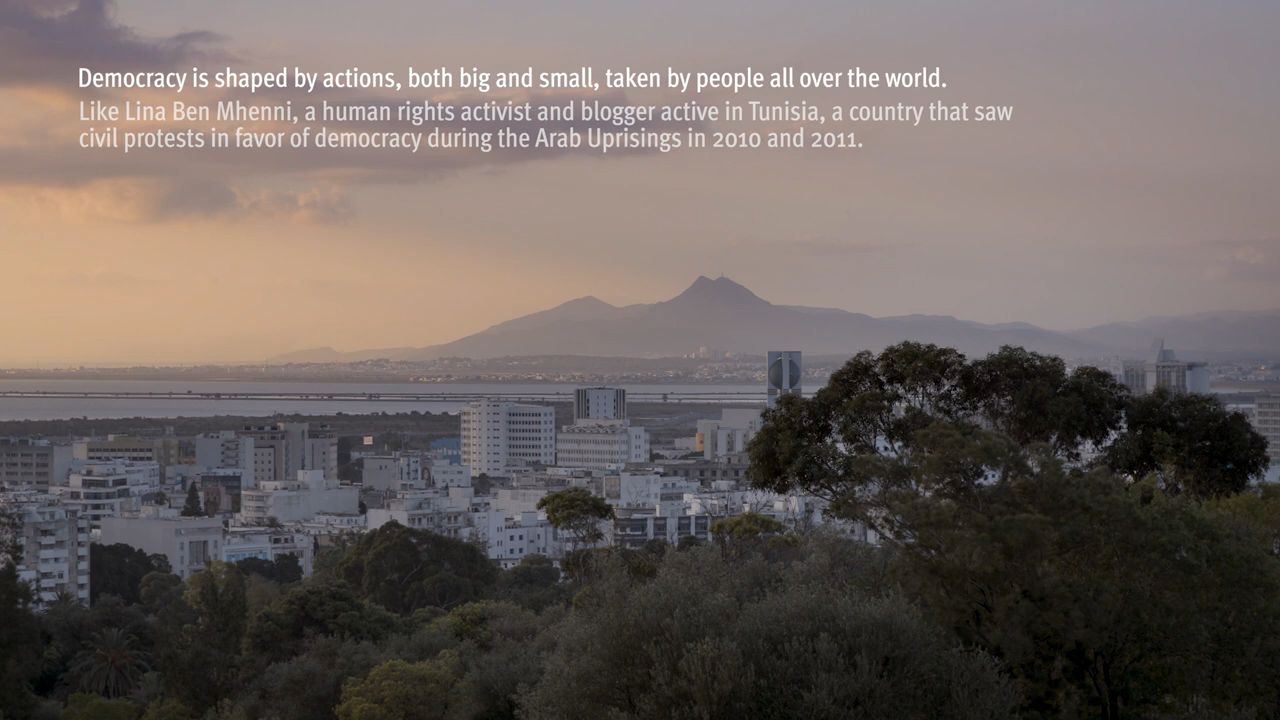 Democracy is shaped by actions, both big and small, taken by people all over the world.
Like Lina Ben Mhenni, a human rights activist and blogger active in Tunisia, a country that saw
civil protests in favor of democracy during the Arab Uprisings in 2010 and 2011.